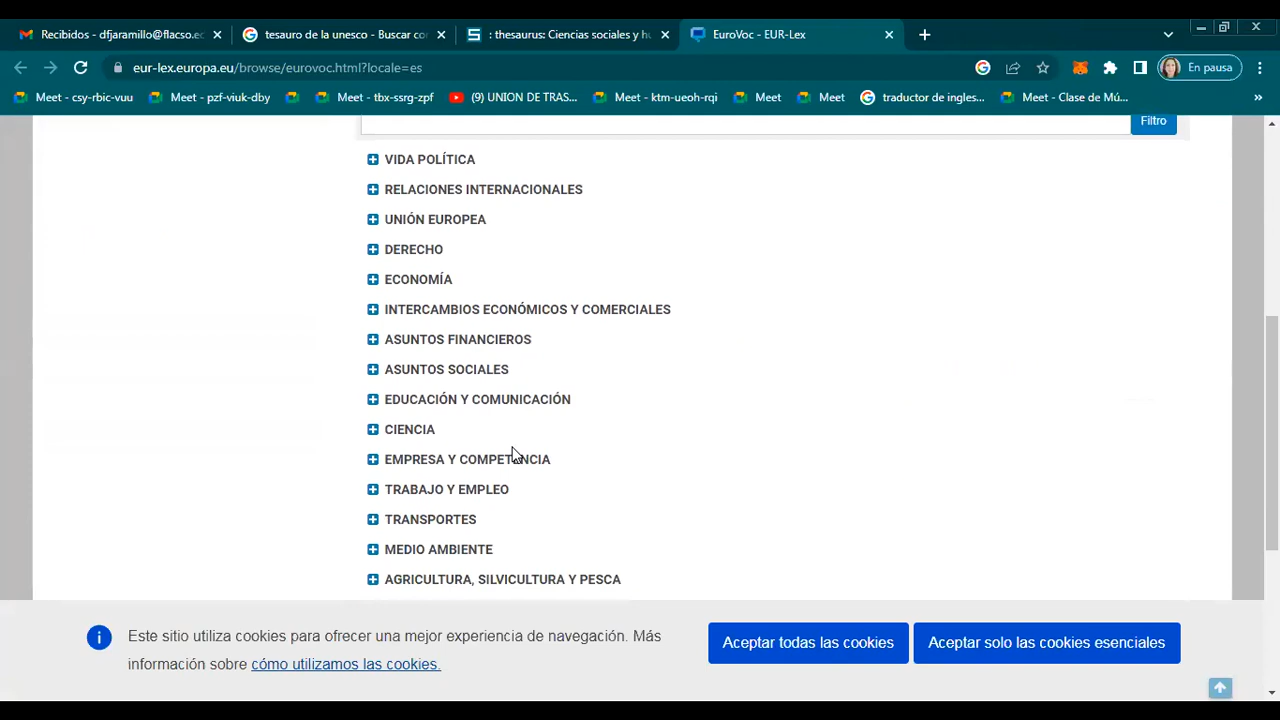 Recibidos - dfjaramillo@flacso.ec
tesauro de la unesco - Buscar con
: thesaurus: Ciencias sociales y hu
EuroVoc - EUR-Lex
eur-lex.europa.eu/browse/eurovoc.html?locale=es
En pausa
Meet - csy-rbic-vuu
Meet - pzf-viuk-dby
Meet - tbx-ssrg-zpf
(9) UNION DE TRAS...
Meet - ktm-ueoh-rqi
Meet
Meet
traductor de ingles...
Meet - Clase de Mú...
»
Filtro
VIDA POLÍTICA
RELACIONES INTERNACIONALES
UNIÓN EUROPEA
DERECHO
ECONOMÍA
INTERCAMBIOS ECONÓMICOS Y COMERCIALES
ASUNTOS FINANCIEROS
ASUNTOS SOCIALES
EDUCACIÓN Y COMUNICACIÓN
CIENCIA
EMPRESA Y COMPETENCIA
TRABAJO Y EMPLEO
TRANSPORTES
MEDIO AMBIENTE
AGRICULTURA, SILVICULTURA Y PESCA
Este sitio utiliza cookies para ofrecer una mejor experiencia de navegación. Más
información sobre cómo utilizamos las cookies.
Aceptar todas las cookies
Aceptar solo las cookies esenciales